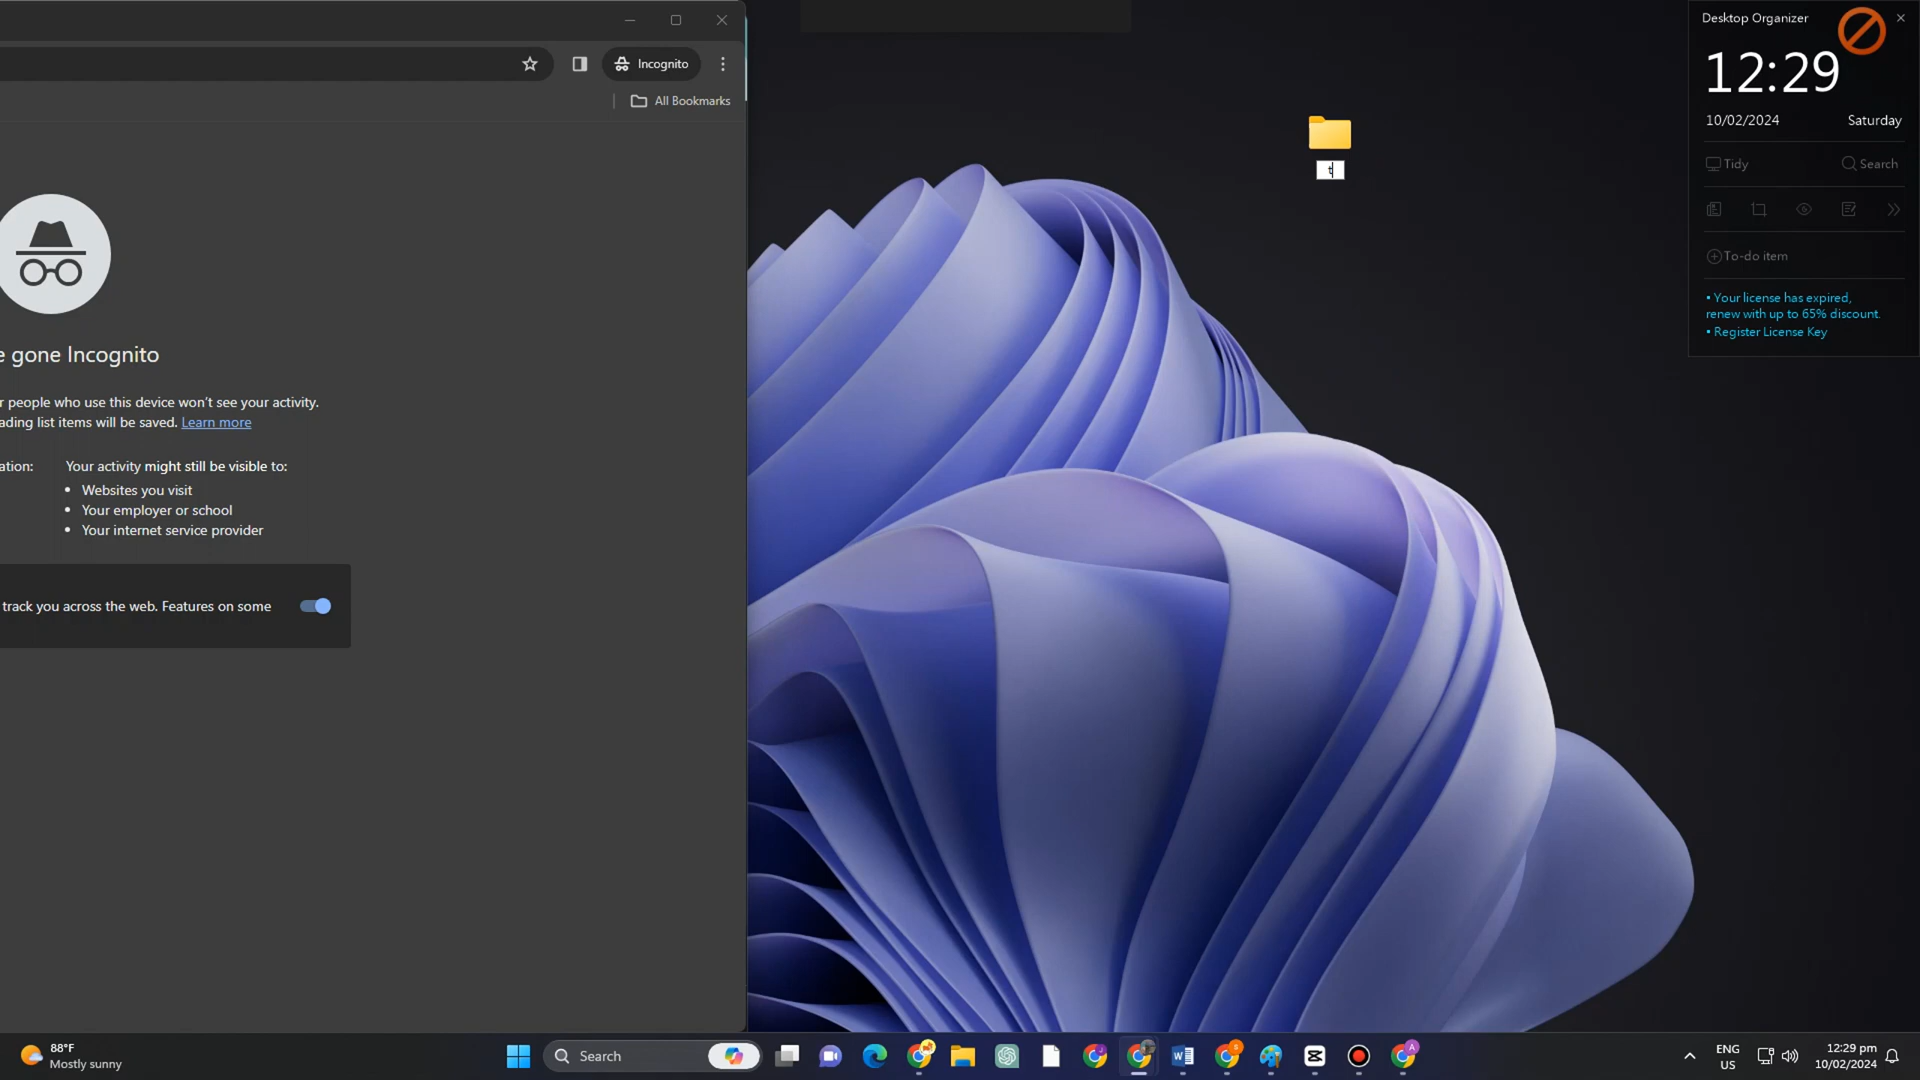 Incognito
All Bookmarks
e gone Incognito
r people who use this device won't see your activity.
ading list items will be saved. Learn more
ation:
Your activity might still be visible to:
• Websites you visit
• Your employer or school
• Your internet service provider
track you across the web. Features on some
t
Desktop Organizer
12:29
10/02/2024 Saturday
Tidy Search
To-do item
• Your license has expired,
renew with up to 65% discount.
• Register License Key
88°F
Mostly sunny
Search
ENG
US
12:29 pm
10/02/2024